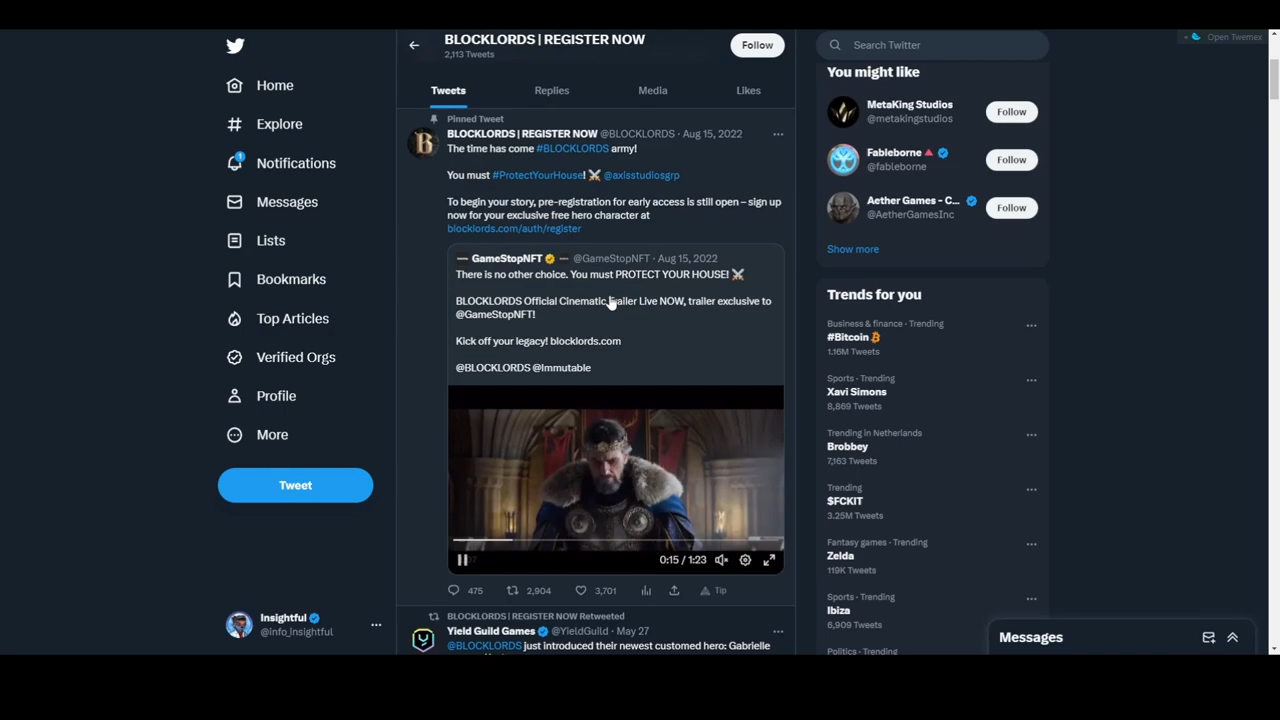 BLOCKLORDS | REGISTER NOW
2,113 Tweets
Follow
Search Twitter
Open Twemex
Home
Explore
Notifications
1
Messages
Lists
Bookmarks
Top Articles
Verified Orgs
Profile
More
Tweet
Insightful
@info_insightful
Tweets
Replies
Media
Likes
Pinned Tweet
BLOCKLORDS | REGISTER NOW @BLOCKLORDS · Aug 15, 2022
The time has come #BLOCKLORDS army!
You must #ProtectYourHouse! ⚔️ @axisstudiosgrp
To begin your story, pre-registration for early access is still open – sign up
now for your exclusive free hero character at
blocklords.com/auth/register
GameStopNFT @GameStopNFT · Aug 15, 2022
There is no other choice. You must PROTECT YOUR HOUSE! ⚔️
BLOCKLORDS Official Cinematic Trailer Live NOW, trailer exclusive to
@GameStopNFT!
Kick off your legacy! blocklords.com
@BLOCKLORDS @Immutable
0:15 / 1:23
475
2,904
3,701
Tip
BLOCKLORDS | REGISTER NOW Retweeted
Yield Guild Games @YieldGuild · May 27
@BLOCKLORDS just introduced their newest customed hero: Gabrielle
You might like
MetaKing Studios
@metakingstudios
Follow
Fableborne
@fableborne
Follow
Aether Games - C...
@AetherGamesInc
Follow
Show more
Trends for you
Business & finance · Trending
#Bitcoin
1.16M Tweets
Sports · Trending
Xavi Simons
8,869 Tweets
Trending in Netherlands
Brobbey
7,163 Tweets
Trending
$FCKIT
3.25M Tweets
Fantasy games · Trending
Zelda
119K Tweets
Sports · Trending
Ibiza
6,909 Tweets
Politics · Trending
Messages